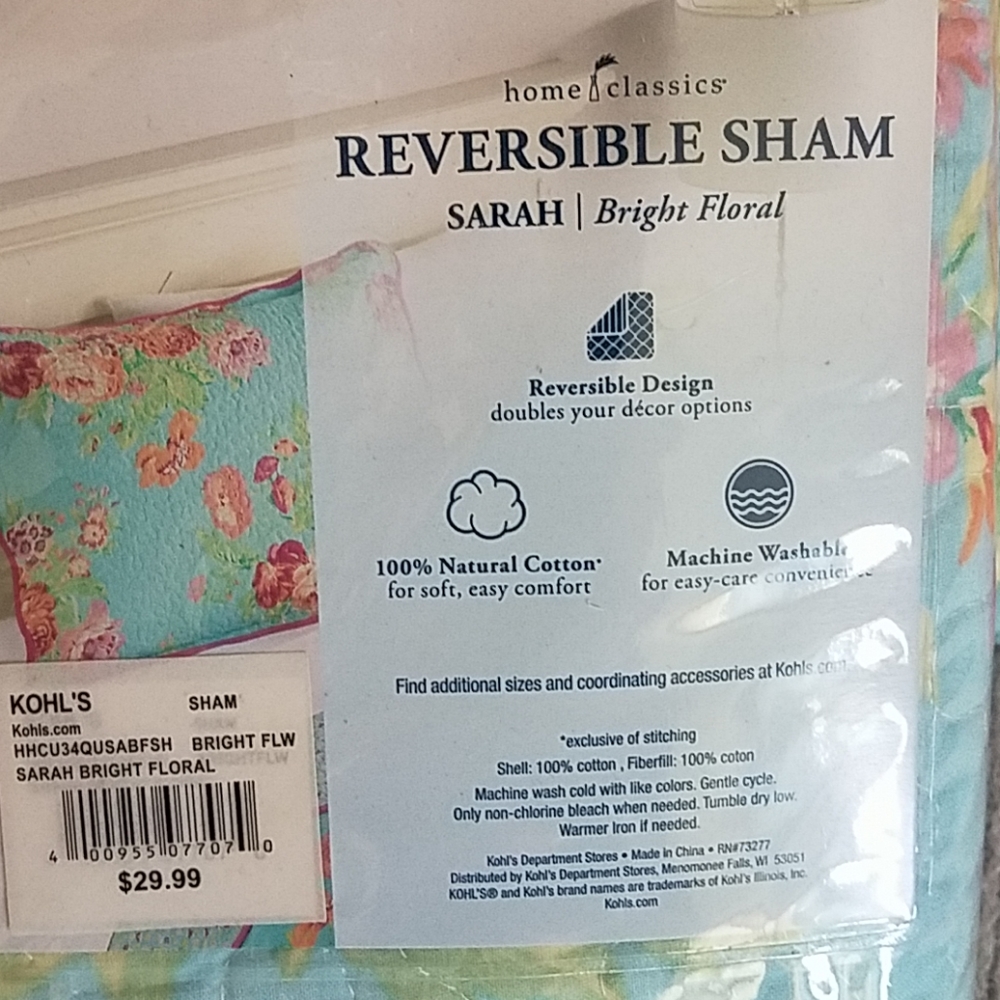 home classics
REVERSIBLE SHAM
SARAH | Bright Floral
Reversible Design
doubles your décor options
100% Natural Cotton*
for soft, easy comfort
Machine Washable
for easy-care convenience
Find additional sizes and coordinating accessories at Kohls.com
*exclusive of stitching
Shell: 100% cotton , Fiberfill: 100% coton
Machine wash cold with like colors. Gentle cycle.
Only non-chlorine bleach when needed. Tumble dry low.
Warmer Iron if needed.
Kohl's Department Stores • Made in China • RN#73277
Distributed by Kohl's Department Stores, Menomonee Falls, WI 53051
KOHL'S® and Kohl's brand names are trademarks of Kohl's Illinois, Inc.
Kohls.com
KOHL'S SHAM
Kohls.com
HHCU34QUSABFSH BRIGHT FLW
SARAH BRIGHT FLORAL
4 00955 07707 0
$29.99